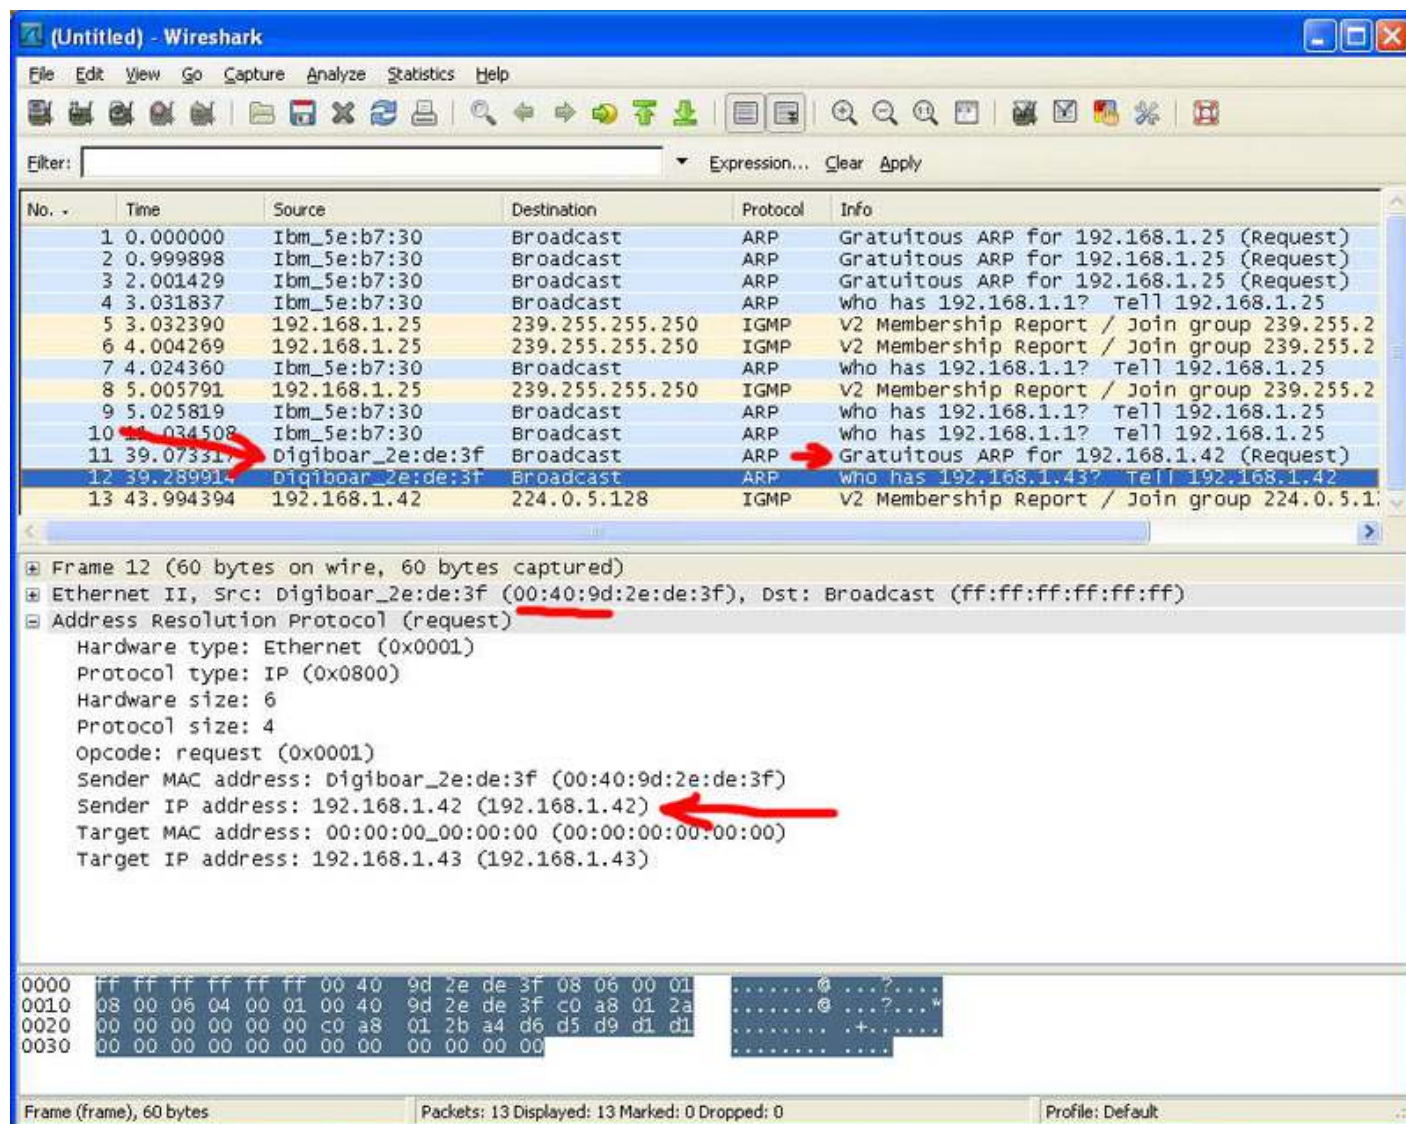 (Untitled) - Wireshark
File Edit View Go Capture Analyze Statistics Help
Filter: Expression... Clear Apply
No. Time Source Destination Protocol Info
1 0.000000 Ibm_5e:b7:30 Broadcast ARP Gratuitous ARP for 192.168.1.25 (Request)
2 0.999898 Ibm_5e:b7:30 Broadcast ARP Gratuitous ARP for 192.168.1.25 (Request)
3 2.001429 Ibm_5e:b7:30 Broadcast ARP Gratuitous ARP for 192.168.1.25 (Request)
4 3.031837 Ibm_5e:b7:30 Broadcast ARP who has 192.168.1.1? Tell 192.168.1.25
5 3.032390 192.168.1.25 239.255.255.250 IGMP V2 Membership Report / Join group 239.255.2
6 4.004269 192.168.1.25 239.255.255.250 IGMP V2 Membership Report / Join group 239.255.2
7 4.024360 Ibm_5e:b7:30 Broadcast ARP who has 192.168.1.1? Tell 192.168.1.25
8 5.005791 192.168.1.25 239.255.255.250 IGMP V2 Membership Report / Join group 239.255.2
9 5.025819 Ibm_5e:b7:30 Broadcast ARP who has 192.168.1.1? Tell 192.168.1.25
10 11.034508 Ibm_5e:b7:30 Broadcast ARP who has 192.168.1.1? Tell 192.168.1.25
11 39.073317 Digiboar_2e:de:3f Broadcast ARP Gratuitous ARP for 192.168.1.42 (Request)
12 39.289914 Digiboar_2e:de:3f Broadcast ARP who has 192.168.1.43? Tell 192.168.1.42
13 43.994394 192.168.1.42 224.0.5.128 IGMP V2 Membership Report / Join group 224.0.5.1
Frame 12 (60 bytes on wire, 60 bytes captured)
Ethernet II, Src: Digiboar_2e:de:3f (00:40:9d:2e:de:3f), Dst: Broadcast (ff:ff:ff:ff:ff:ff)
Address Resolution Protocol (request)
Hardware type: Ethernet (0x0001)
Protocol type: IP (0x0800)
Hardware size: 6
Protocol size: 4
Opcode: request (0x0001)
Sender MAC address: Digiboar_2e:de:3f (00:40:9d:2e:de:3f)
Sender IP address: 192.168.1.42 (192.168.1.42)
Target MAC address: 00:00:00_00:00:00 (00:00:00:00:00:00)
Target IP address: 192.168.1.43 (192.168.1.43)
0000 ff ff ff ff ff ff 00 40 9d 2e de 3f 08 06 00 01 .......@ ...?....
0010 08 00 06 04 00 01 00 40 9d 2e de 3f c0 a8 01 2a .......@ ...?...*
0020 00 00 00 00 00 00 c0 a8 01 2b a4 d6 d5 d9 d1 d1 ........ .+......
0030 00 00 00 00 00 00 00 00 00 00 00 00 ........ ....
Frame (frame), 60 bytes Packets: 13 Displayed: 13 Marked: 0 Dropped: 0 Profile: Default